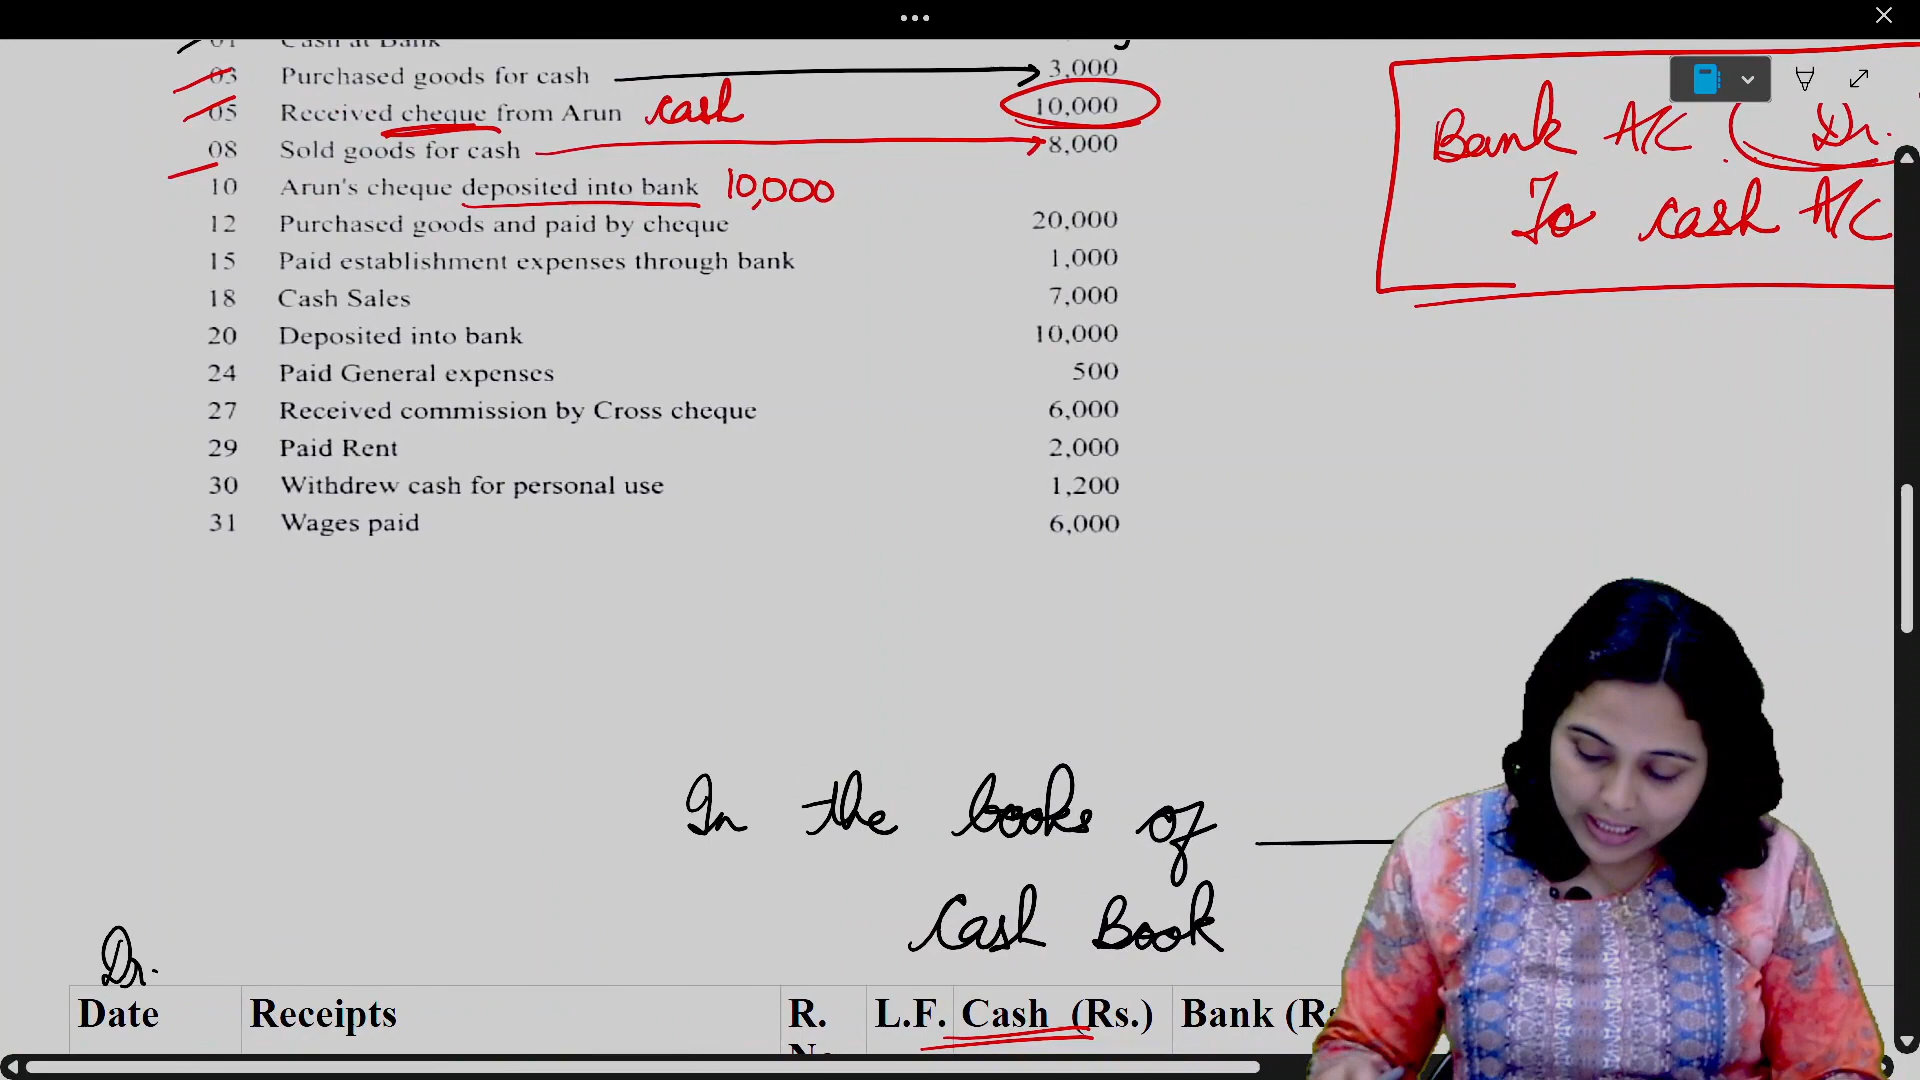 01 Cash at Bank
03 Purchased goods for cash 3,000
05 Received cheque from Arun cash 10,000
08 Sold goods for cash 8,000
10 Arun's cheque deposited into bank 10,000
12 Purchased goods and paid by cheque 20,000
15 Paid establishment expenses through bank 1,000
18 Cash Sales 7,000
20 Deposited into bank 10,000
24 Paid General expenses 500
27 Received commission by Cross cheque 6,000
29 Paid Rent 2,000
30 Withdrew cash for personal use 1,200
31 Wages paid 6,000
Bank A/C Dr.
To cash A/C
In the books of
Cash Book
Dr.
Date Receipts R. L.F. Cash (Rs.) Bank (Rs